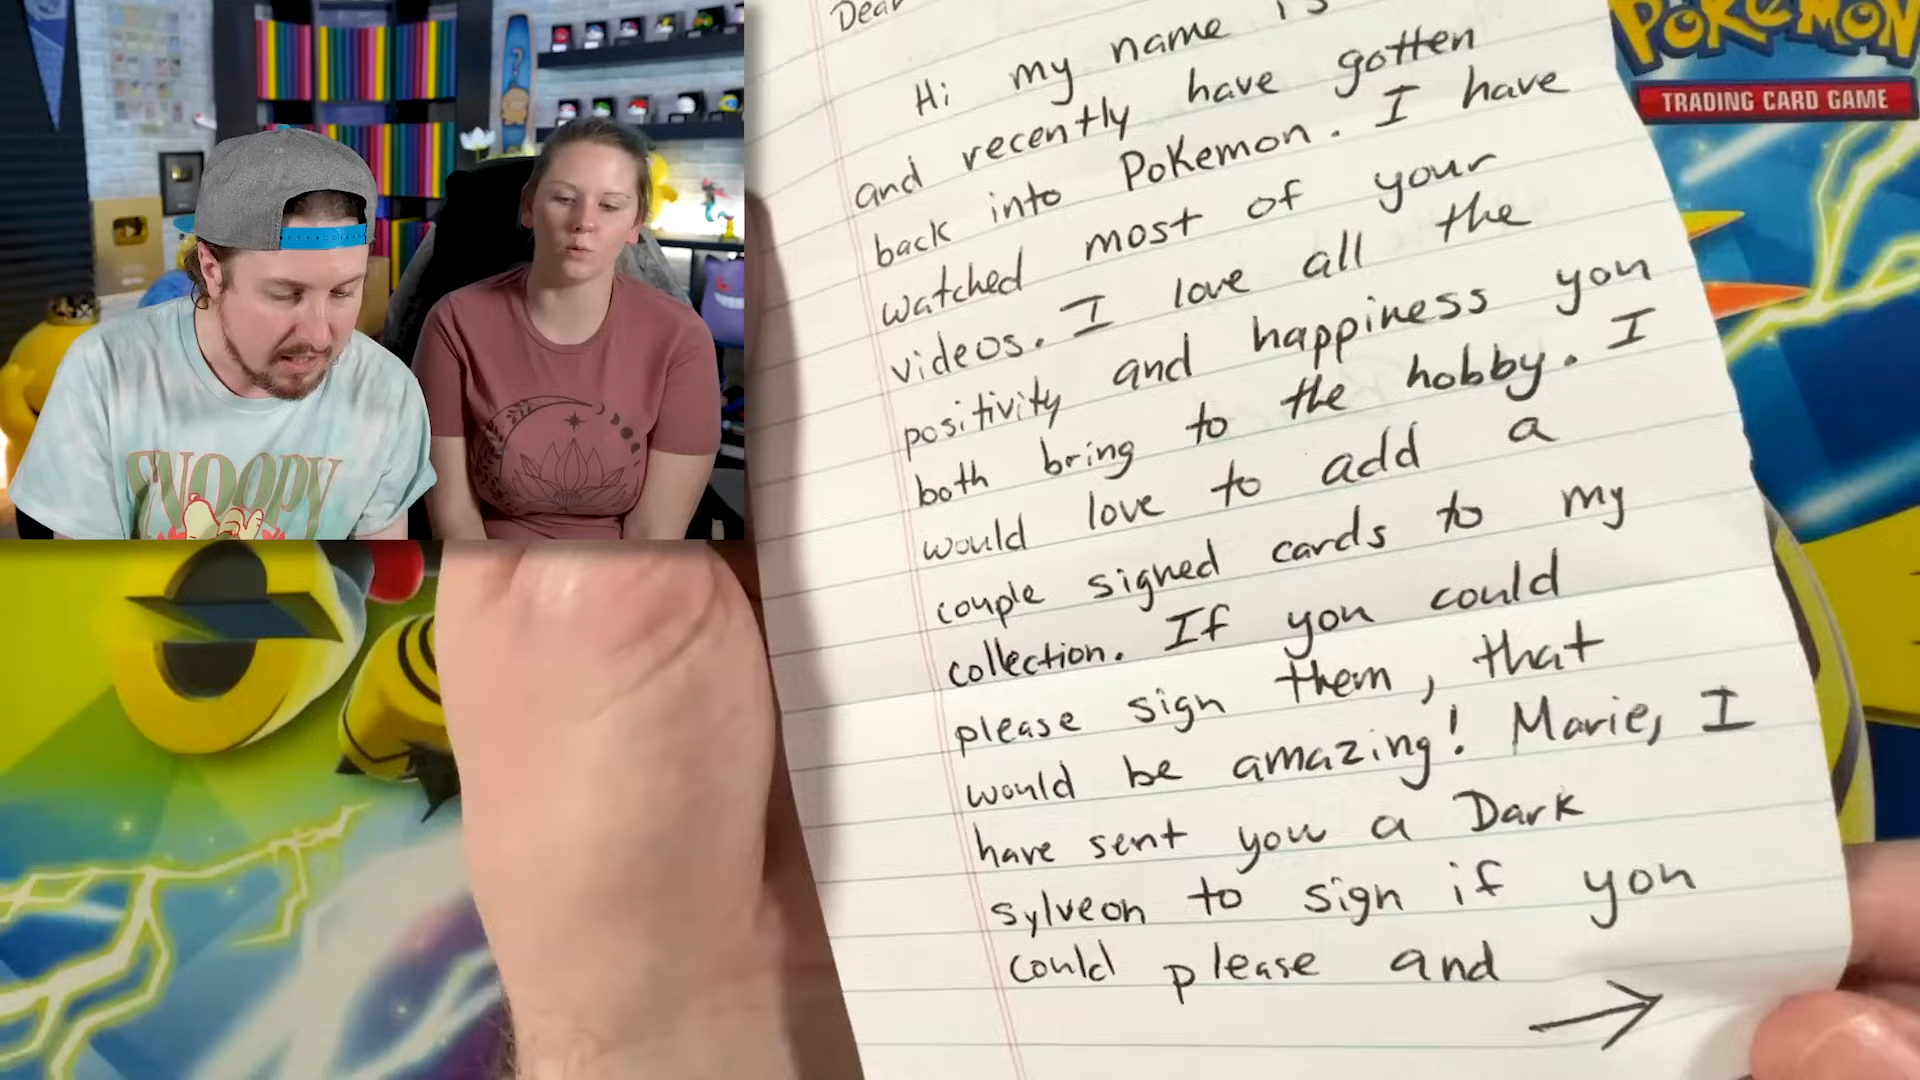 Dear
Hi my name is
and recently have gotten
back into Pokemon. I have
watched most of your
videos. I love all the
positivity and happiness you
both bring to the hobby. I
would love to add a
couple signed cards to my
collection. If you could
please sign them, that
would be amazing! Marie, I
have sent you a Dark
sylveon to sign if you
could please and
POKéMON
TRADING CARD GAME
SNOOPY